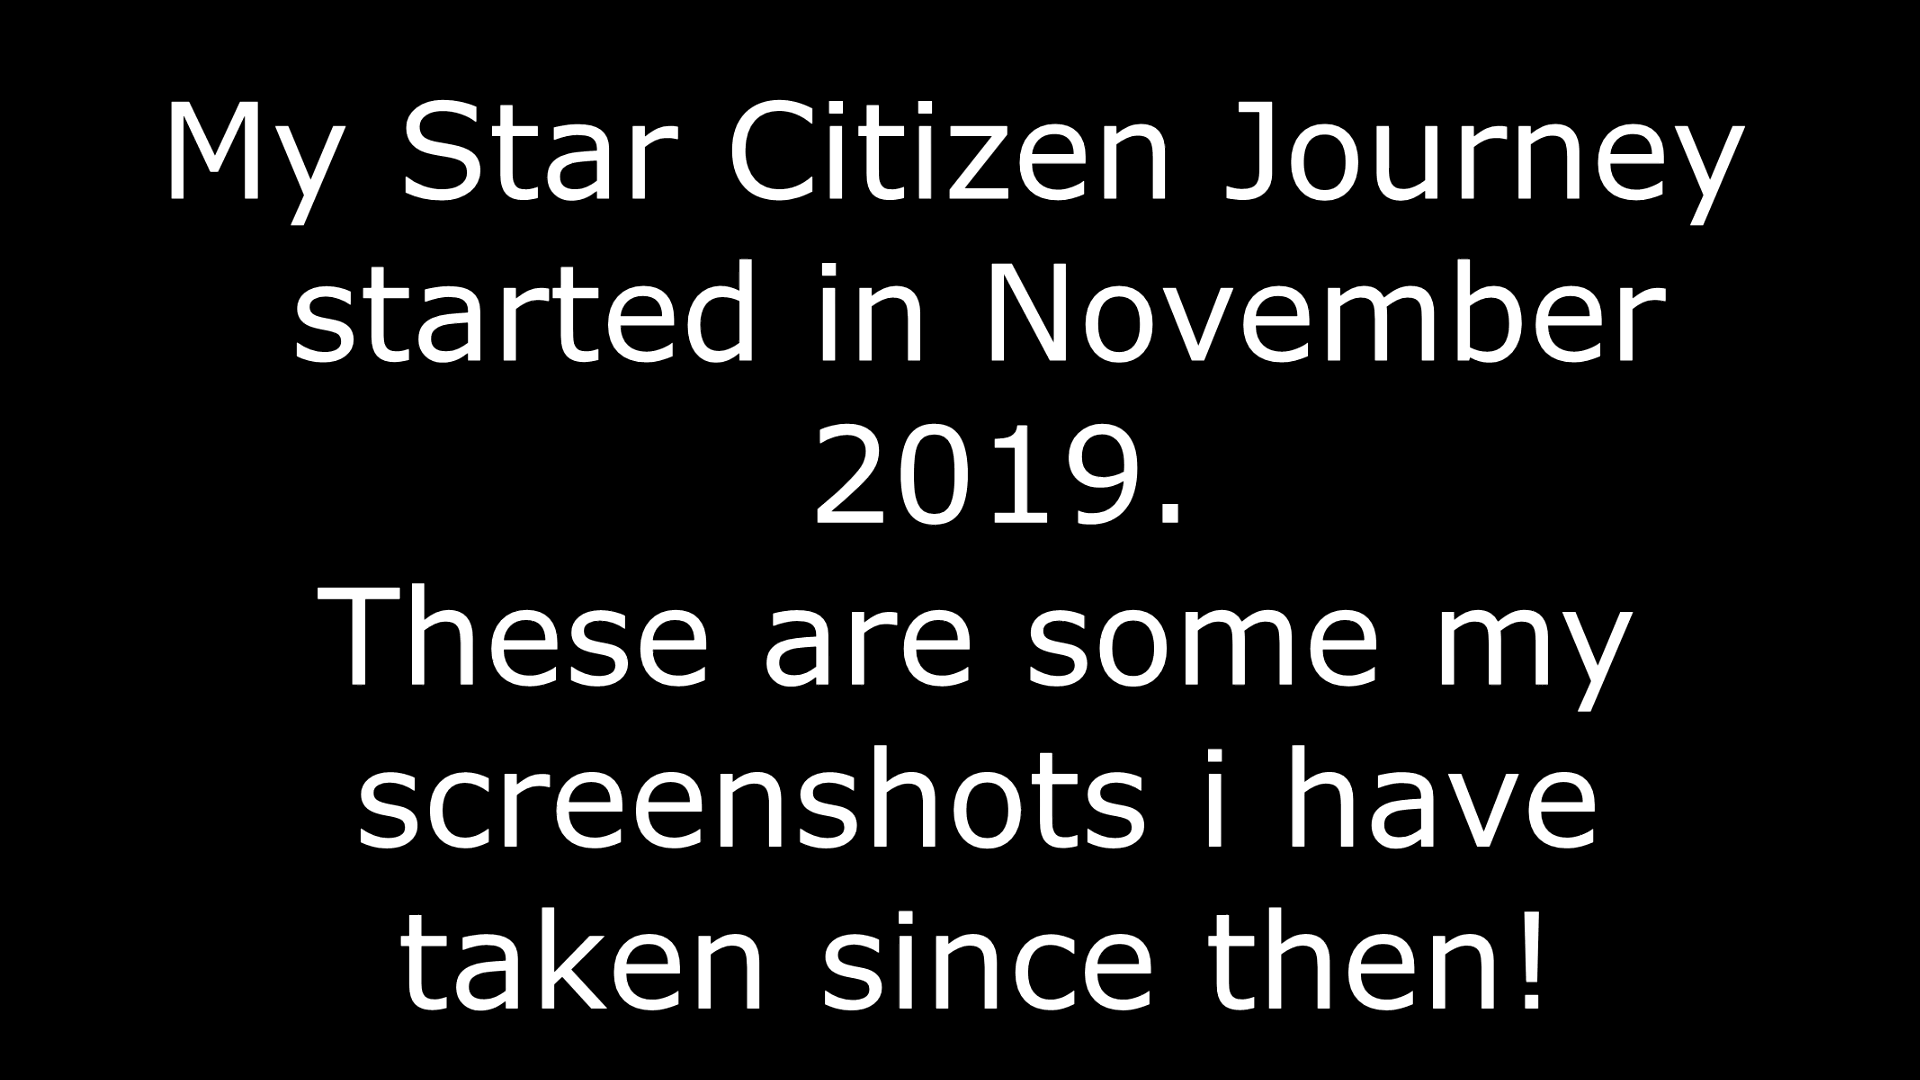 My Star Citizen Journey
started in November
2019.
These are some my
screenshots i have
taken since then!